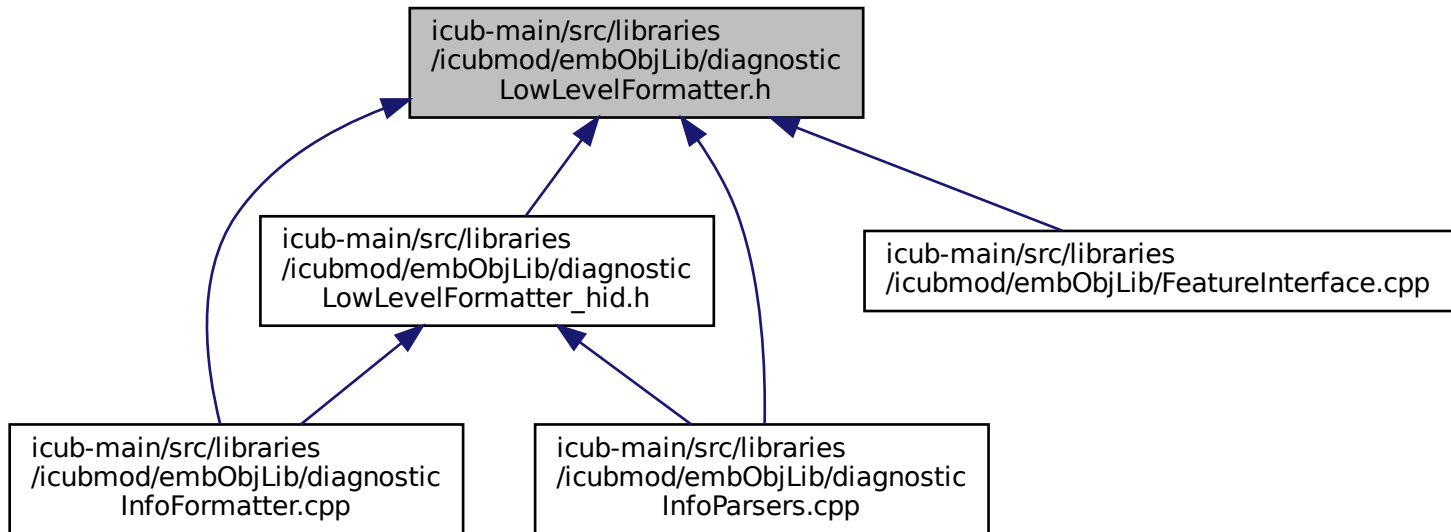 icub-main/src/libraries
/icubmod/embObjLib/diagnostic
LowLevelFormatter.h
icub-main/src/libraries
/icubmod/embObjLib/diagnostic
LowLevelFormatter_hid.h
icub-main/src/libraries
/icubmod/embObjLib/FeatureInterface.cpp
icub-main/src/libraries
/icubmod/embObjLib/diagnostic
InfoFormatter.cpp
icub-main/src/libraries
/icubmod/embObjLib/diagnostic
InfoParsers.cpp